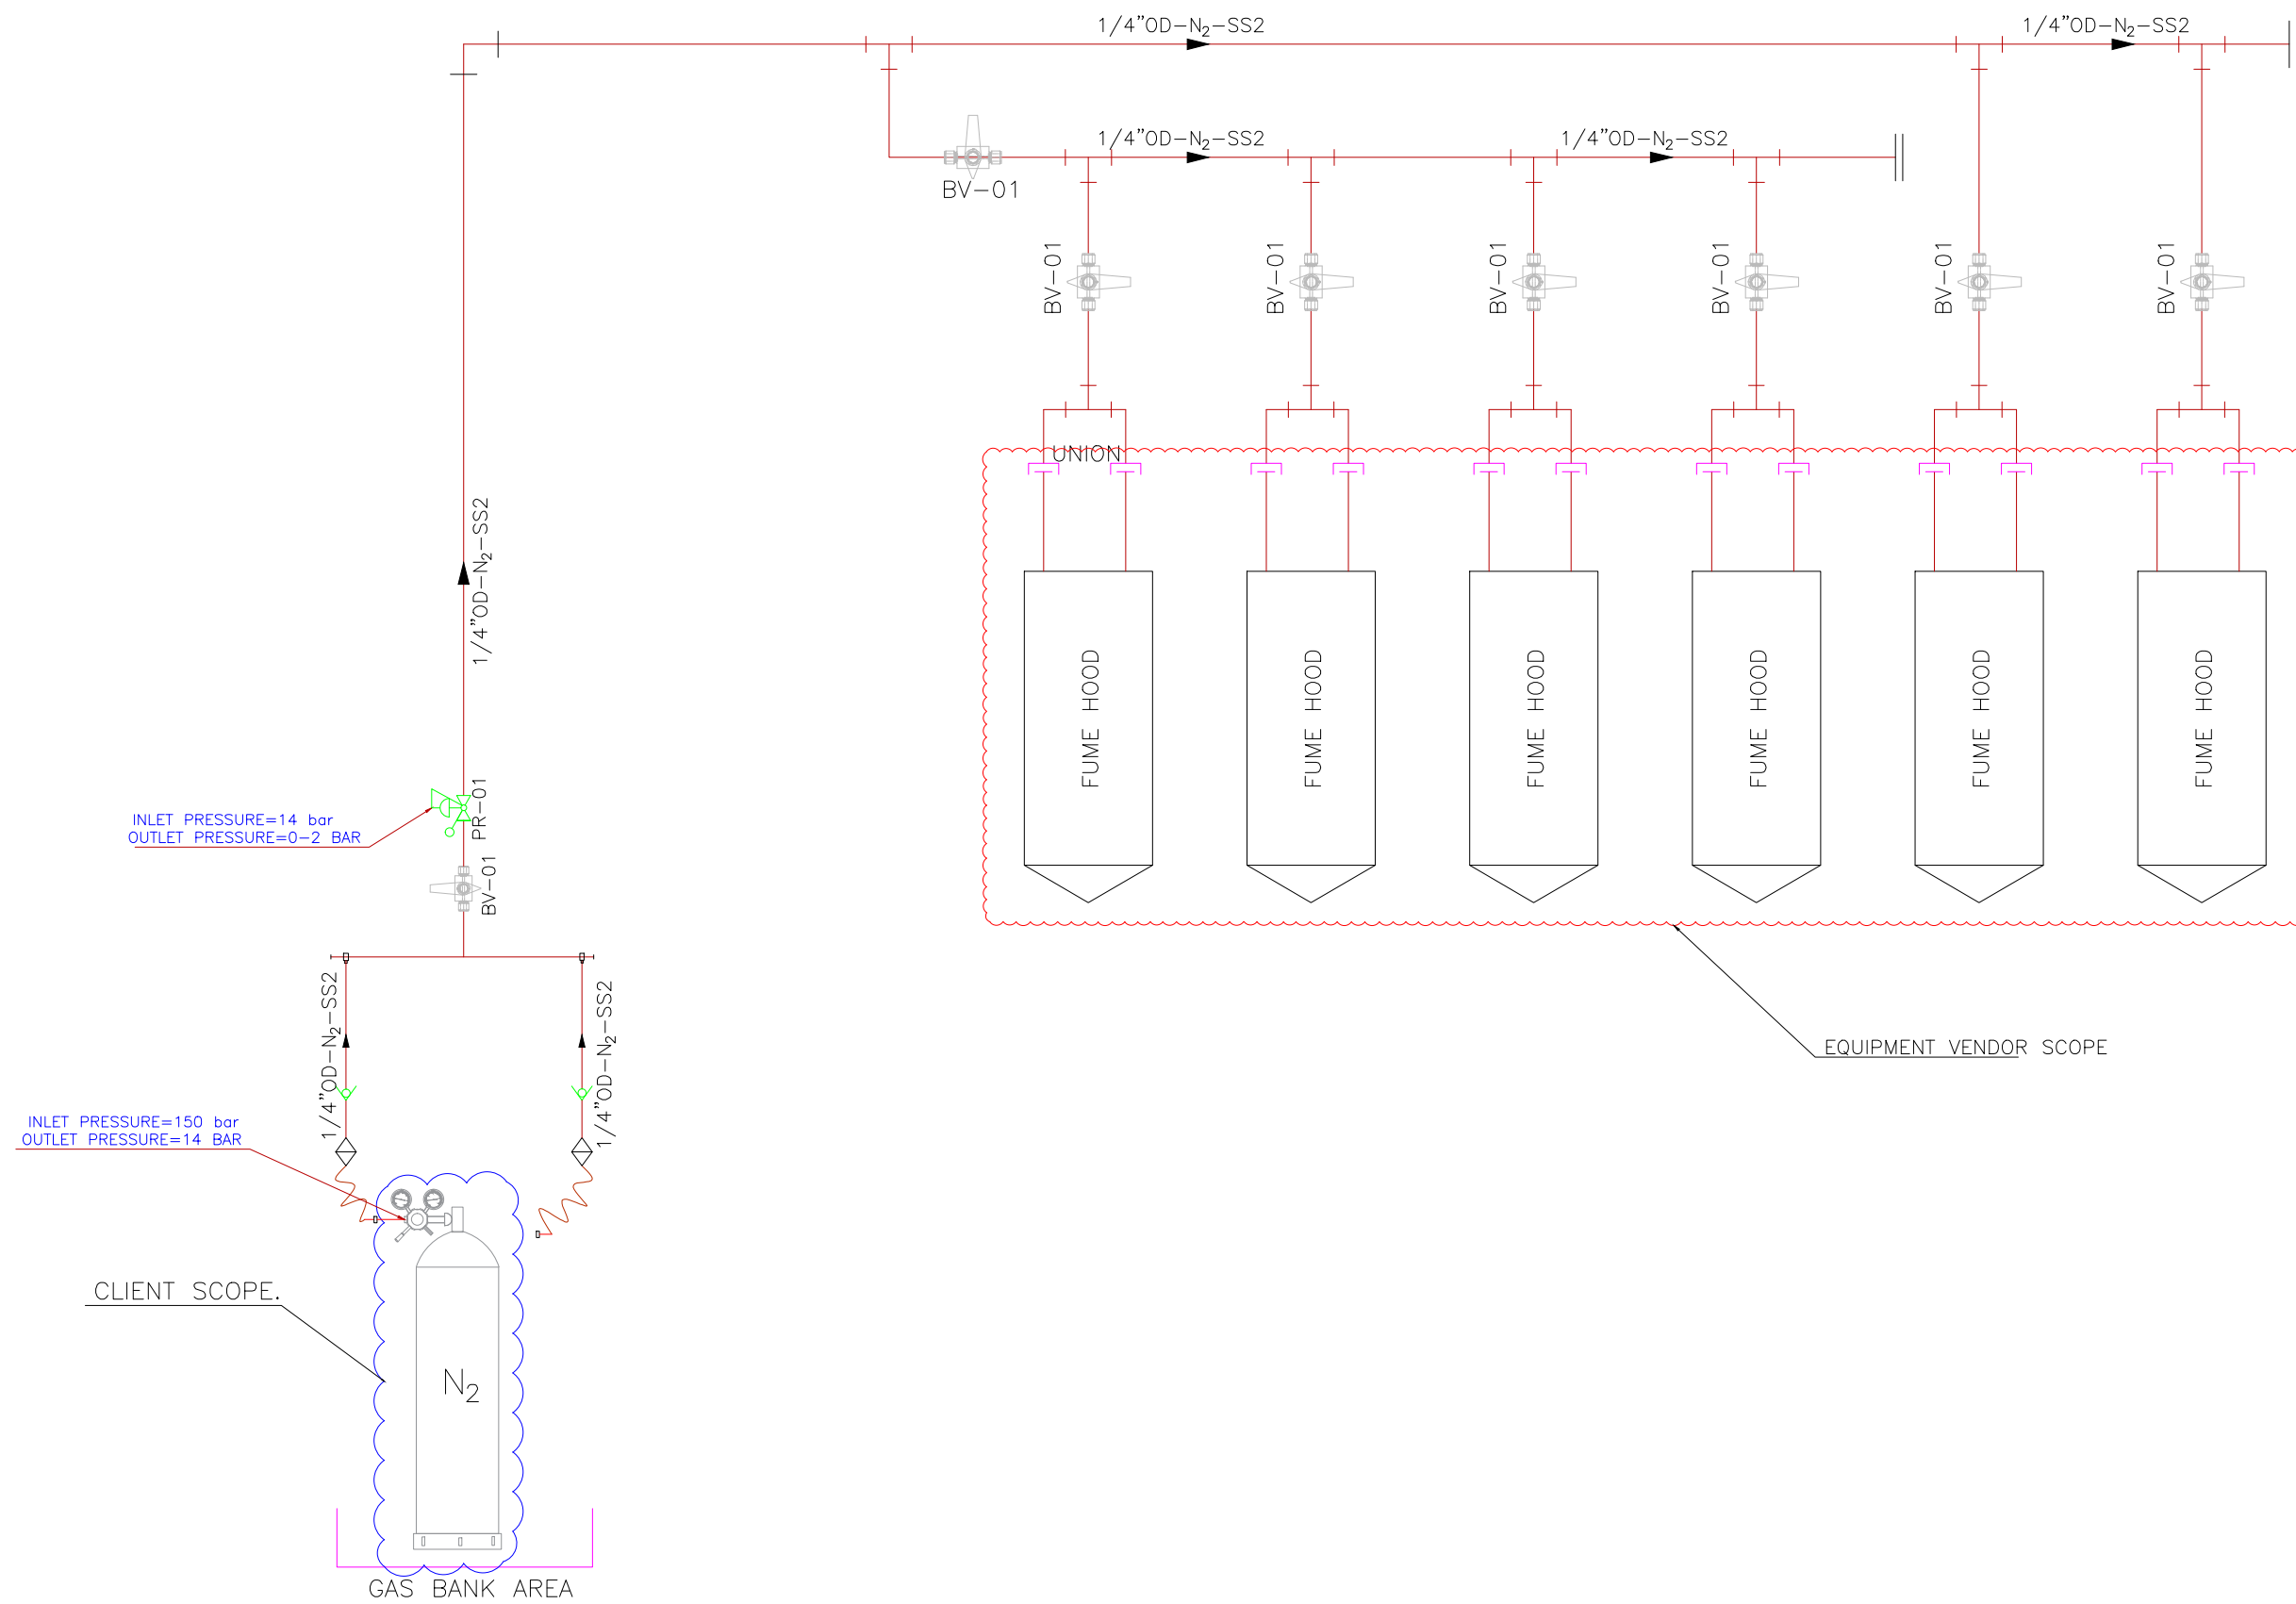 1/4"OD-N2-SS2
1/4"OD-N2-SS2
1/4"OD-N2-SS2
1/4"OD-N2-SS2
BV-01
BV-01
BV-01
BV-01
BV-01
BV-01
BV-01
UNION
1/4"OD-N2-SS2
FUME HOOD
FUME HOOD
FUME HOOD
FUME HOOD
FUME HOOD
FUME HOOD
INLET PRESSURE=14 bar
OUTLET PRESSURE=0-2 BAR
PR-01
BV-01
1/4"OD-N2-SS2
1/4"OD-N2-SS2
EQUIPMENT VENDOR SCOPE
INLET PRESSURE=150 bar
OUTLET PRESSURE=14 BAR
CLIENT SCOPE.
N2
GAS BANK AREA